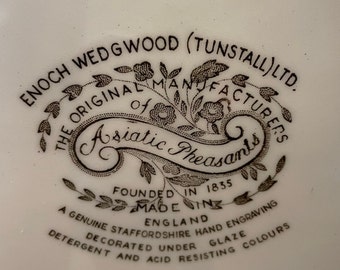 ENOCH WEDGWOOD (TUNSTALL) LTD.
THE ORIGINAL MANUFACTURERS
of
Asiatic Pheasants
FOUNDED IN 1835
MADE IN
ENGLAND
A GENUINE STAFFORDSHIRE HAND ENGRAVING
DECORATED UNDER GLAZE
DETERGENT AND ACID RESISTING COLOURS